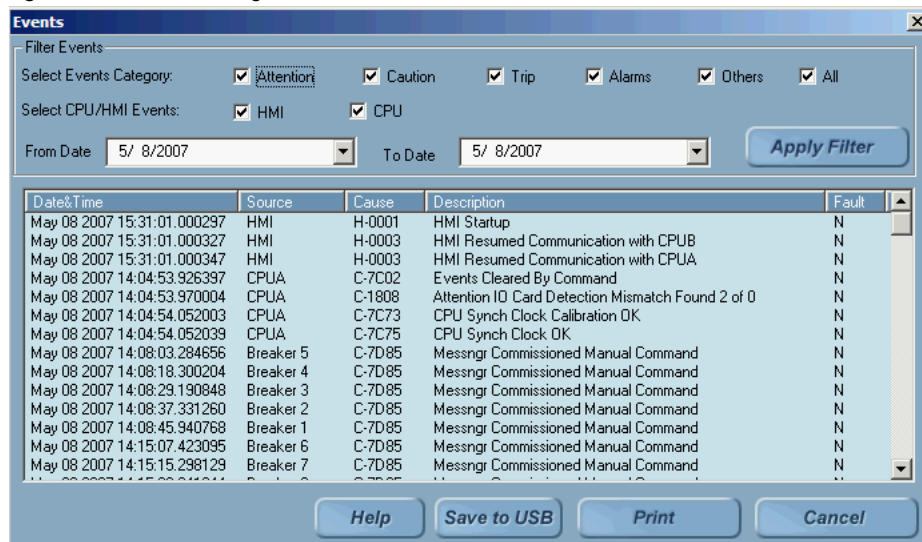 Events
Filter Events
Select Events Category: Attention Caution Trip Alarms Others All
Select CPU/HMI Events: HMI CPU
From Date 5/ 8/2007 To Date 5/ 8/2007 Apply Filter
Date&Time Source Cause Description Fault
May 08 2007 15:31:01.000297 HMI H-0001 HMI Startup N
May 08 2007 15:31:01.000327 HMI H-0003 HMI Resumed Communication with CPUB N
May 08 2007 15:31:01.000347 HMI H-0003 HMI Resumed Communication with CPUA N
May 08 2007 14:04:53.926397 CPUA C-7C02 Events Cleared By Command N
May 08 2007 14:04:53.970004 CPUA C-1808 Attention IO Card Detection Mismatch Found 2 of 0 N
May 08 2007 14:04:54.052003 CPUA C-7C73 CPU Synch Clock Calibration OK N
May 08 2007 14:04:54.052039 CPUA C-7C75 CPU Synch Clock OK N
May 08 2007 14:08:03.284656 Breaker 5 C-7D85 Messngr Commissioned Manual Command N
May 08 2007 14:08:18.300204 Breaker 4 C-7D85 Messngr Commissioned Manual Command N
May 08 2007 14:08:29.190848 Breaker 3 C-7D85 Messngr Commissioned Manual Command N
May 08 2007 14:08:37.331260 Breaker 2 C-7D85 Messngr Commissioned Manual Command N
May 08 2007 14:08:45.940768 Breaker 1 C-7D85 Messngr Commissioned Manual Command N
May 08 2007 14:15:07.423095 Breaker 6 C-7D85 Messngr Commissioned Manual Command N
May 08 2007 14:15:15.298129 Breaker 7 C-7D85 Messngr Commissioned Manual Command N
Help Save to USB Print Cancel